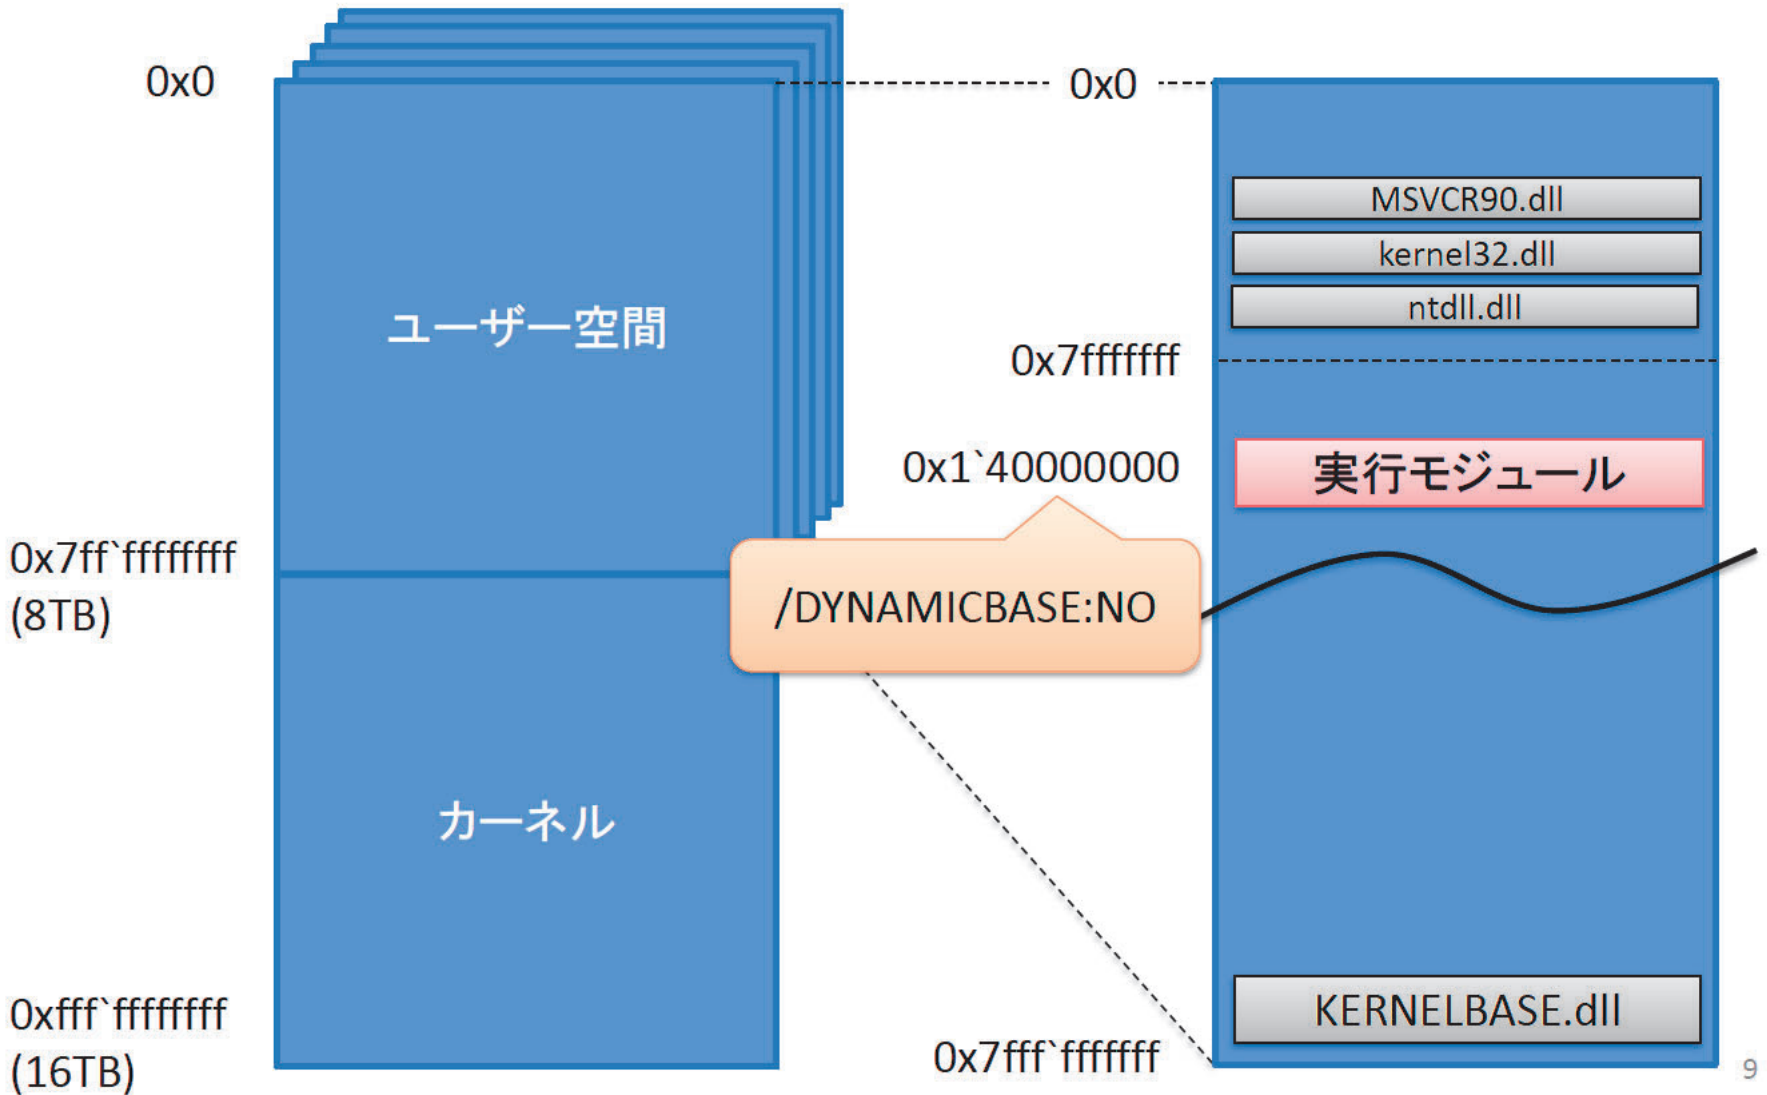 0x0
ユーザー空間
0x7ff`ffffffff
(8TB)
カーネル
0xfff`ffffffff
(16TB)
0x0
MSVCR90.dll
kernel32.dll
ntdll.dll
0x7fffffff
0x1`40000000
実行モジュール
/DYNAMICBASE:NO
KERNELBASE.dll
0x7fff`fffffff
9